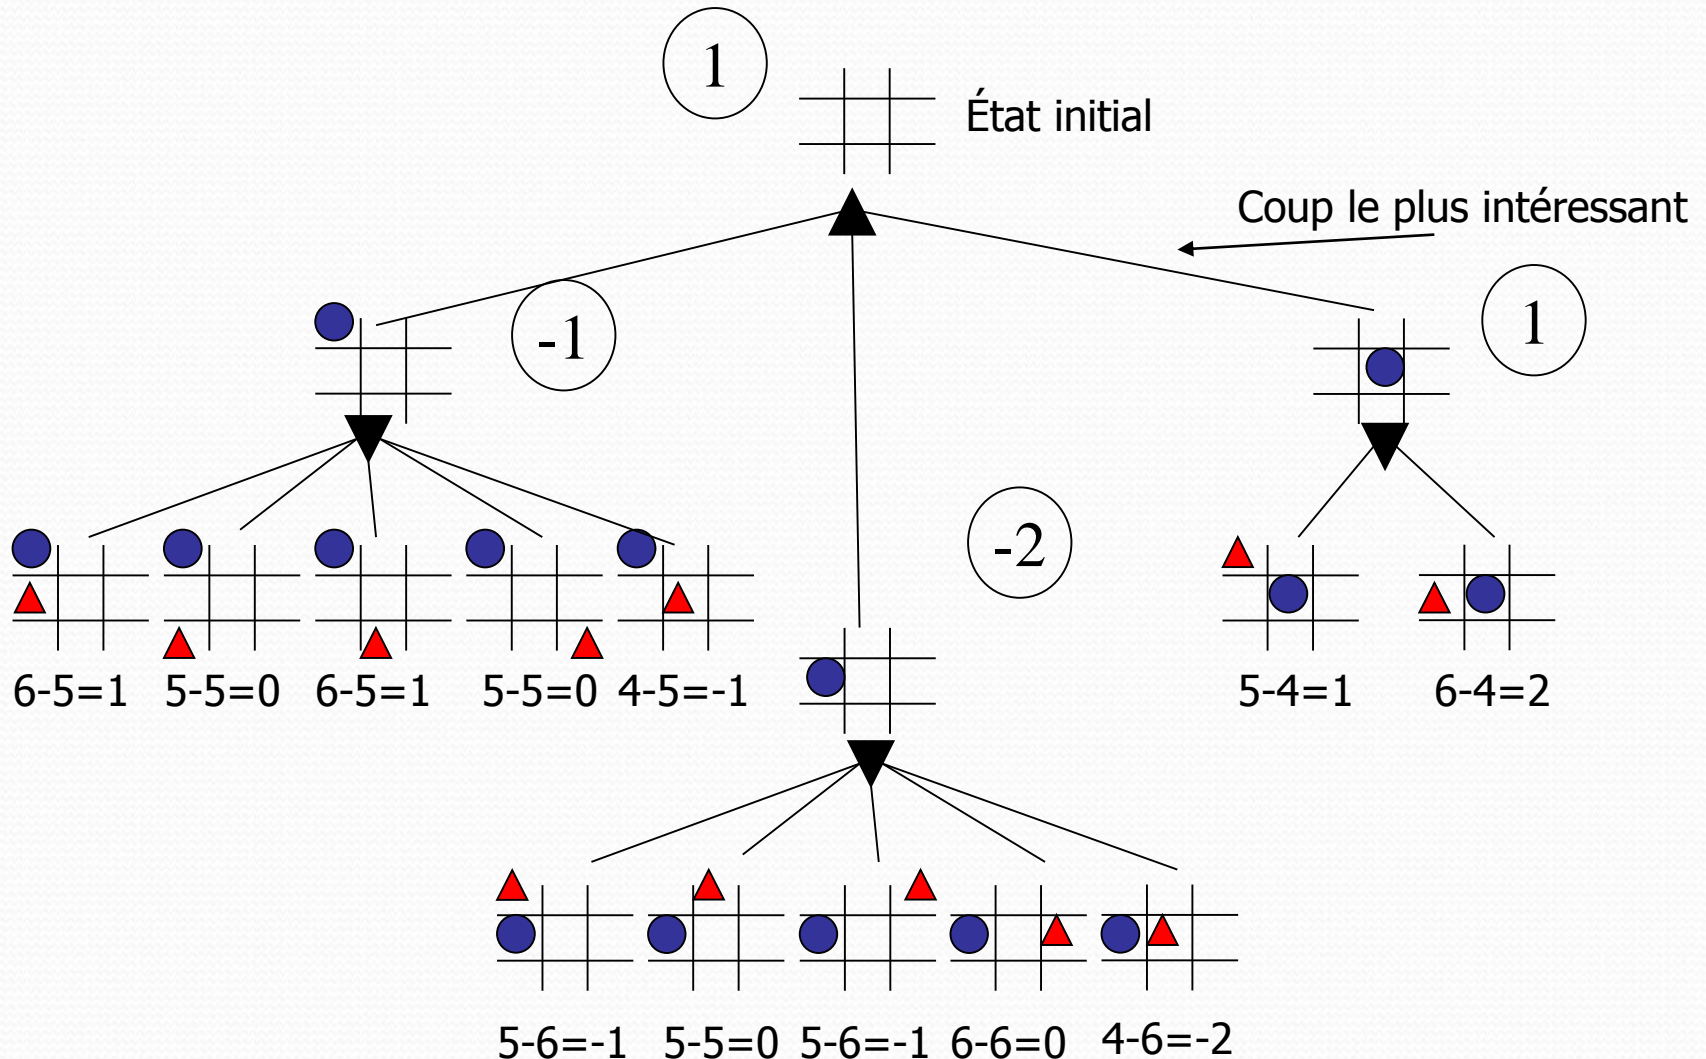 1
État initial
Coup le plus intéressant
-1
1
-2
6-5=1 5-5=0 6-5=1 5-5=0 4-5=-1
5-4=1 6-4=2
5-6=-1 5-5=0 5-6=-1 6-6=0 4-6=-2